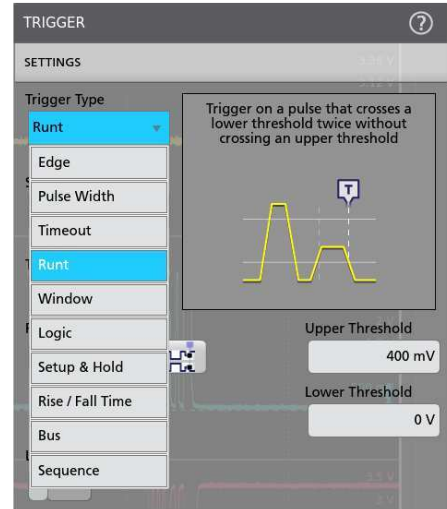 TRIGGER
?
SETTINGS
Trigger Type
Runt
Edge
Pulse Width
Timeout
Runt
Window
Logic
Setup & Hold
Rise / Fall Time
Bus
Sequence
Trigger on a pulse that crosses a
lower threshold twice without
crossing an upper threshold
T
Upper Threshold
400 mV
Lower Threshold
0 V